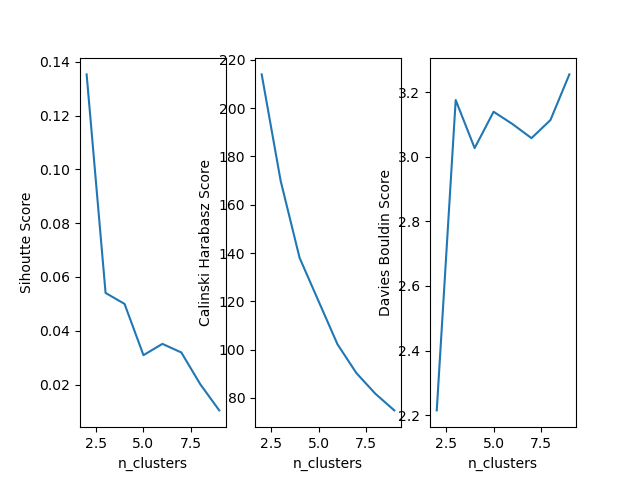 Sihoutte Score
0.14
0.12
0.10
0.08
0.06
0.04
0.02
2.5 5.0 7.5
n_clusters
Calinski Harabasz Score
220
200
180
160
140
120
100
80
2.5 5.0 7.5
n_clusters
Davies Bouldin Score
3.2
3.0
2.8
2.6
2.4
2.2
2.5 5.0 7.5
n_clusters